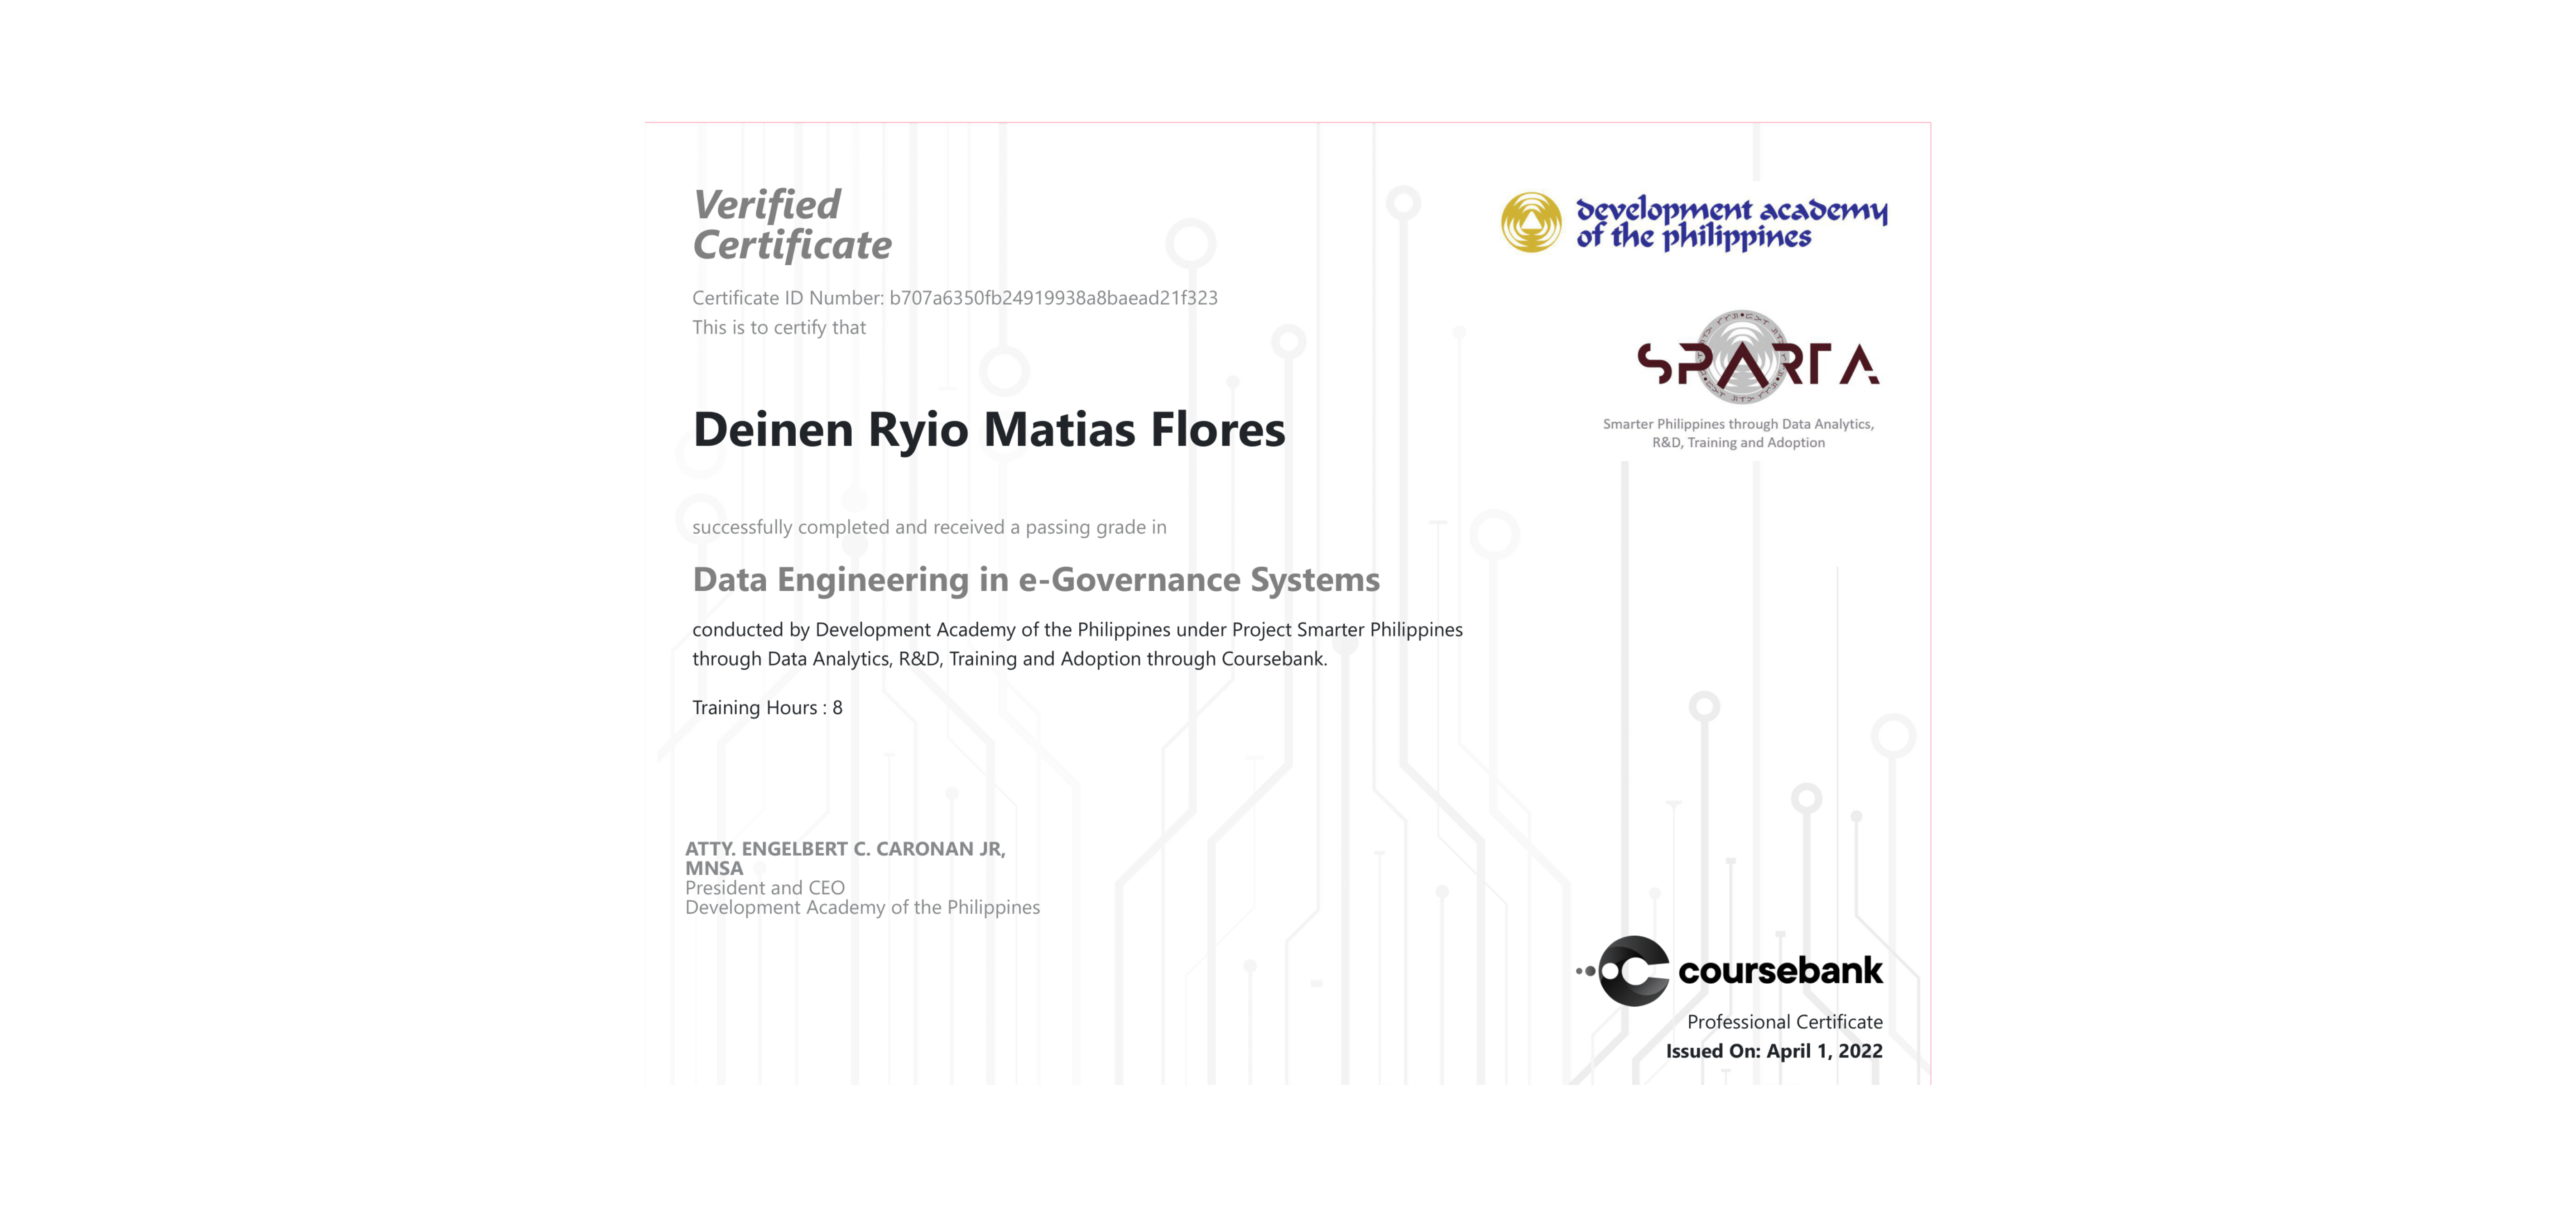 Verified
Certificate
Certificate ID Number: b707a6350fb24919938a8baead21f323
This is to certify that
Deinen Ryio Matias Flores
successfully completed and received a passing grade in
Data Engineering in e-Governance Systems
conducted by Development Academy of the Philippines under Project Smarter Philippines
through Data Analytics, R&D, Training and Adoption through Coursebank.
Training Hours : 8
ATTY. ENGELBERT C. CARONAN JR,
MNSA
President and CEO
Development Academy of the Philippines
development academy
of the philippines
SPARTA
Smarter Philippines through Data Analytics,
R&D, Training and Adoption
coursebank
Professional Certificate
Issued On: April 1, 2022